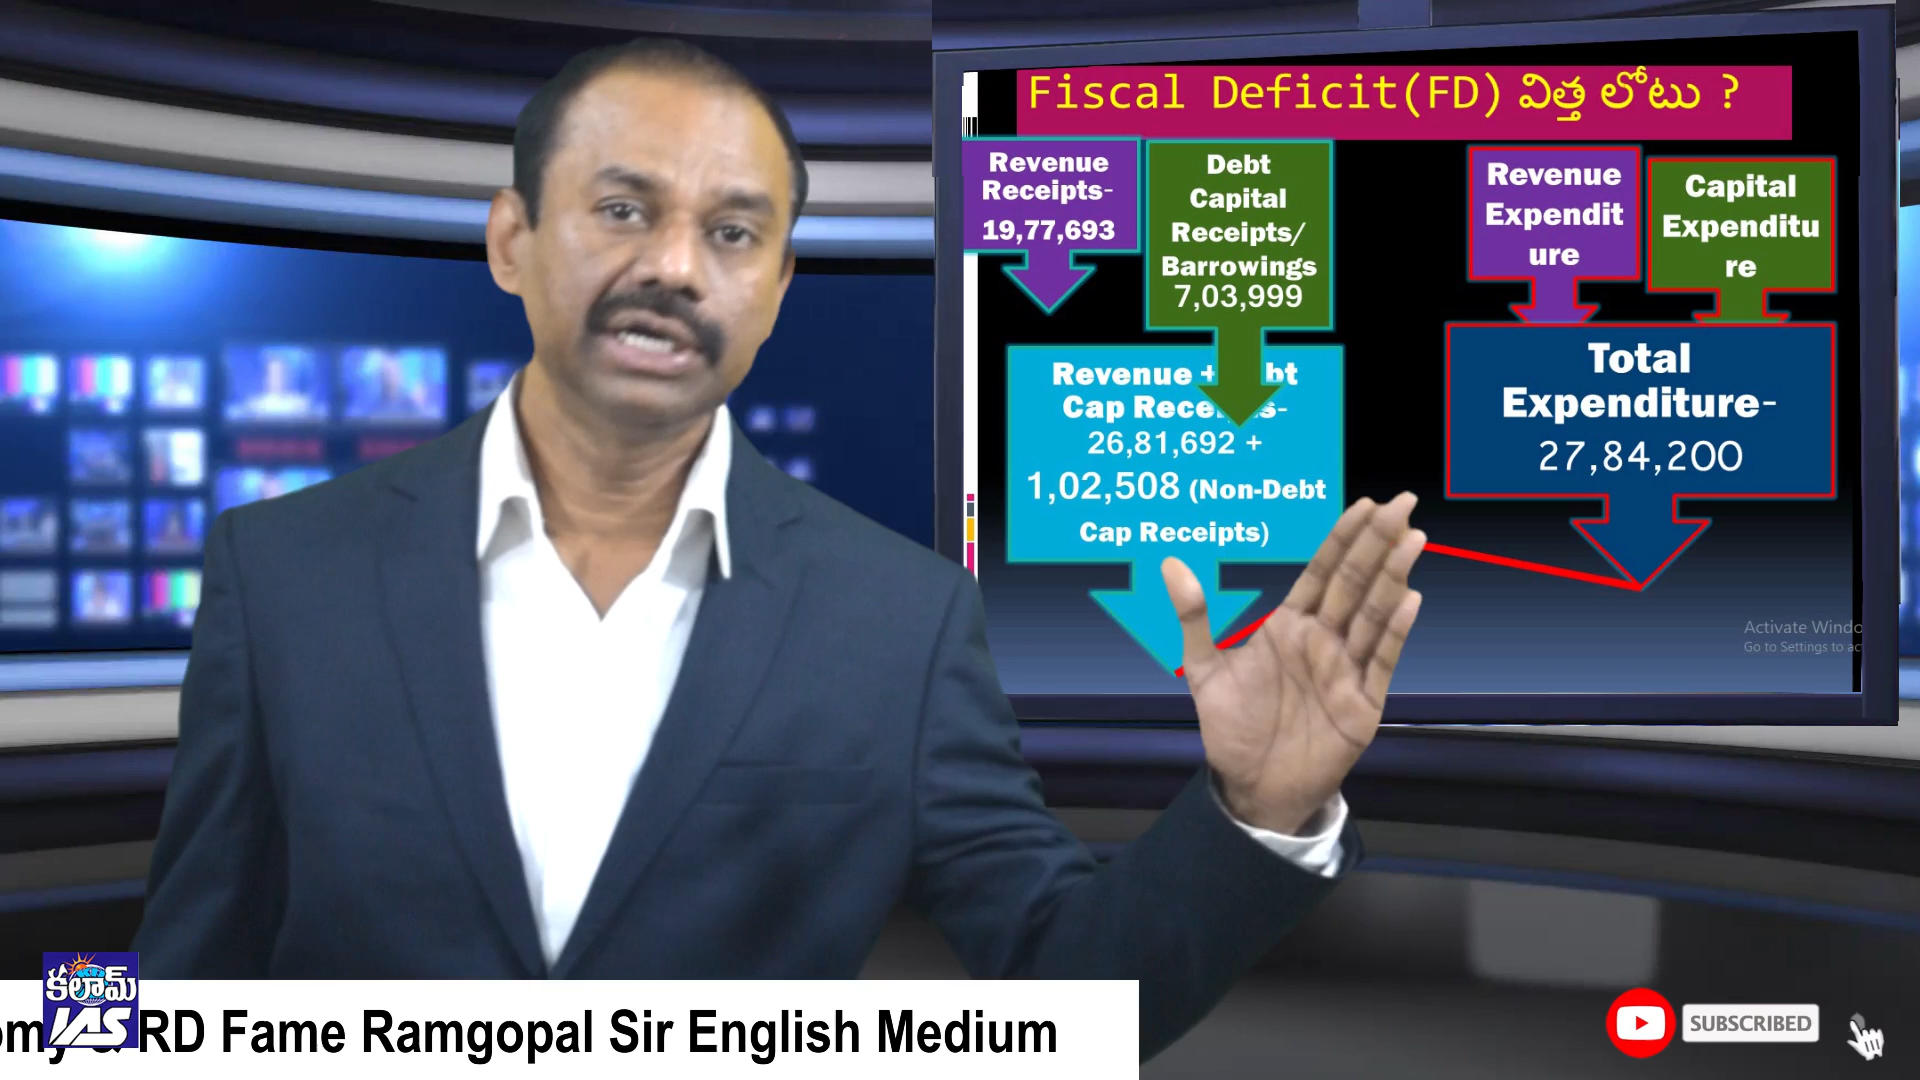 Fiscal Deficit(FD) విత్త లోటు ?
Revenue
Receipts-
19,77,693
Debt
Capital
Receipts/
Barrowings
7,03,999
Revenue
Expendit
ure
Capital
Expenditu
re
Revenue +
Cap
26,81,692 +
1,02,508 (Non-Debt
Cap Receipts)
Total
Expenditure-
27,84,200
Activate Windo
Go to Settings to ac
కలామ్
IAS
RD Fame Ramgopal Sir English Medium
SUBSCRIBED